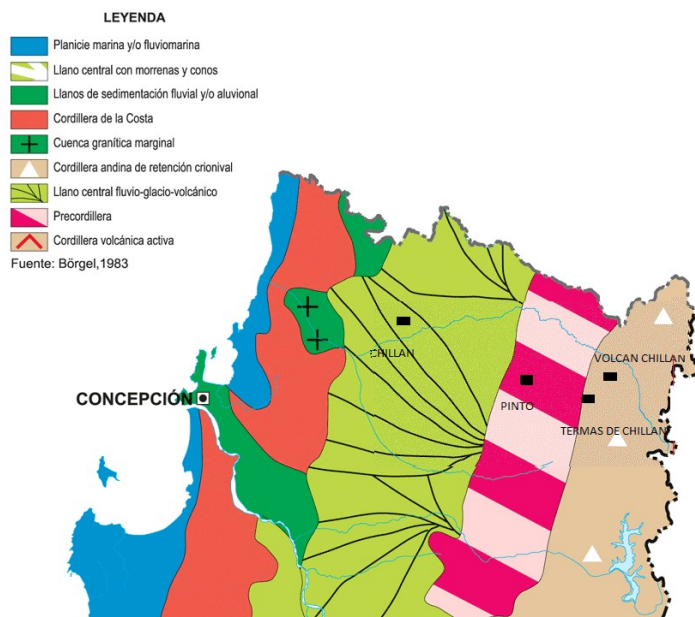 LEYENDA
Planicie marina y/o fluviomarina
Llano central con morrenas y conos
Llanos de sedimentación fluvial y/o aluvional
Cordillera de la Costa
Cuenca granítica marginal
Cordillera andina de retención crionival
Llano central fluvio-glacio-volcánico
Precordillera
Cordillera volcánica activa
Fuente: Börgel,1983
CHILLAN
VOLCAN CHILLAN
CONCEPCIÓN
PINTO
TERMAS DE CHILLAN